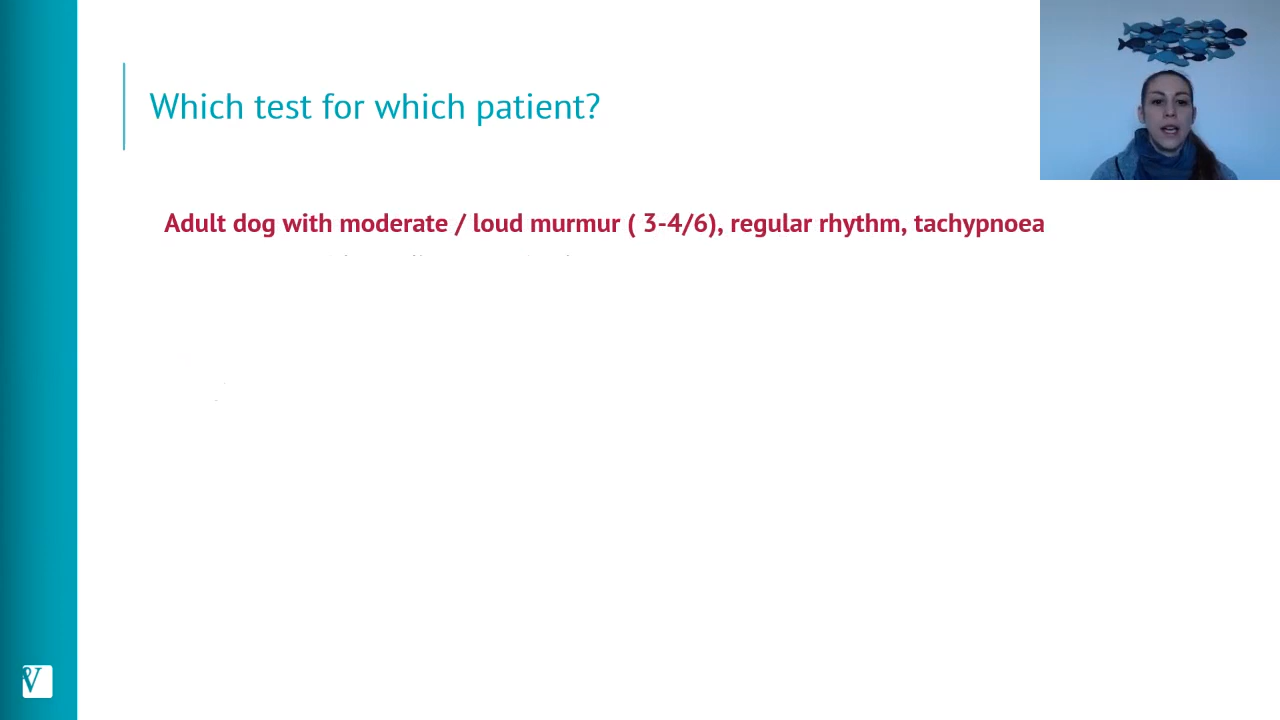 Which test for which patient?
Adult dog with moderate / loud murmur ( 3-4/6), regular rhythm, tachypnoea